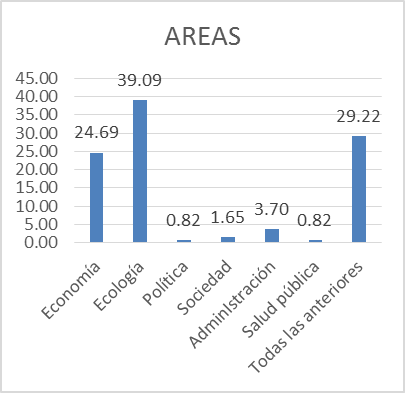 AREAS
45.00
40.00
35.00
30.00
25.00
20.00
15.00
10.00
5.00
0.00
24.69
39.09
0.82
1.65
3.70
0.82
29.22
Economía
Ecología
Política
Sociedad
AdminIstración
Salud pública
Todas las anteriores